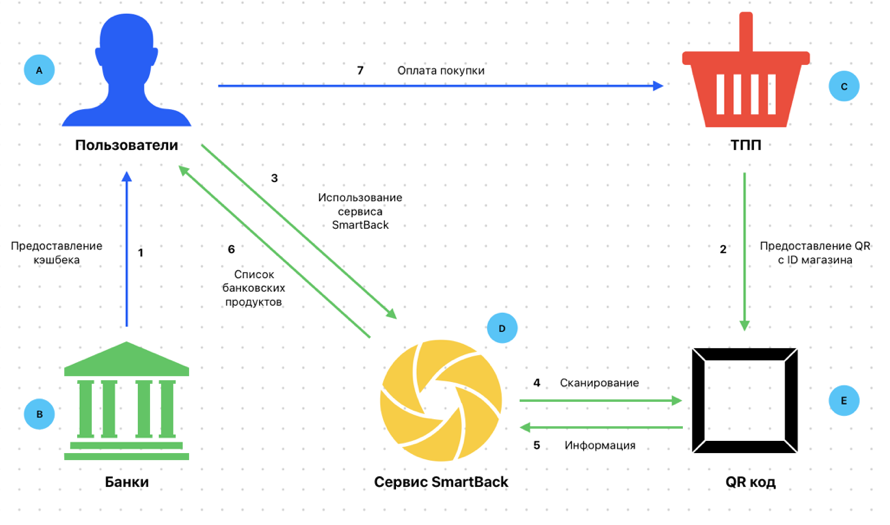 A
7 Оплата покупки
C
Пользователи
ТПП
3
Использование
сервиса
SmartBack
Предоставление
кэшбека
1
6
Список
банковских
продуктов
2
Предоставление QR
с ID магазина
D
B
4 Сканирование
E
5 Информация
Банки
Сервис SmartBack
QR код